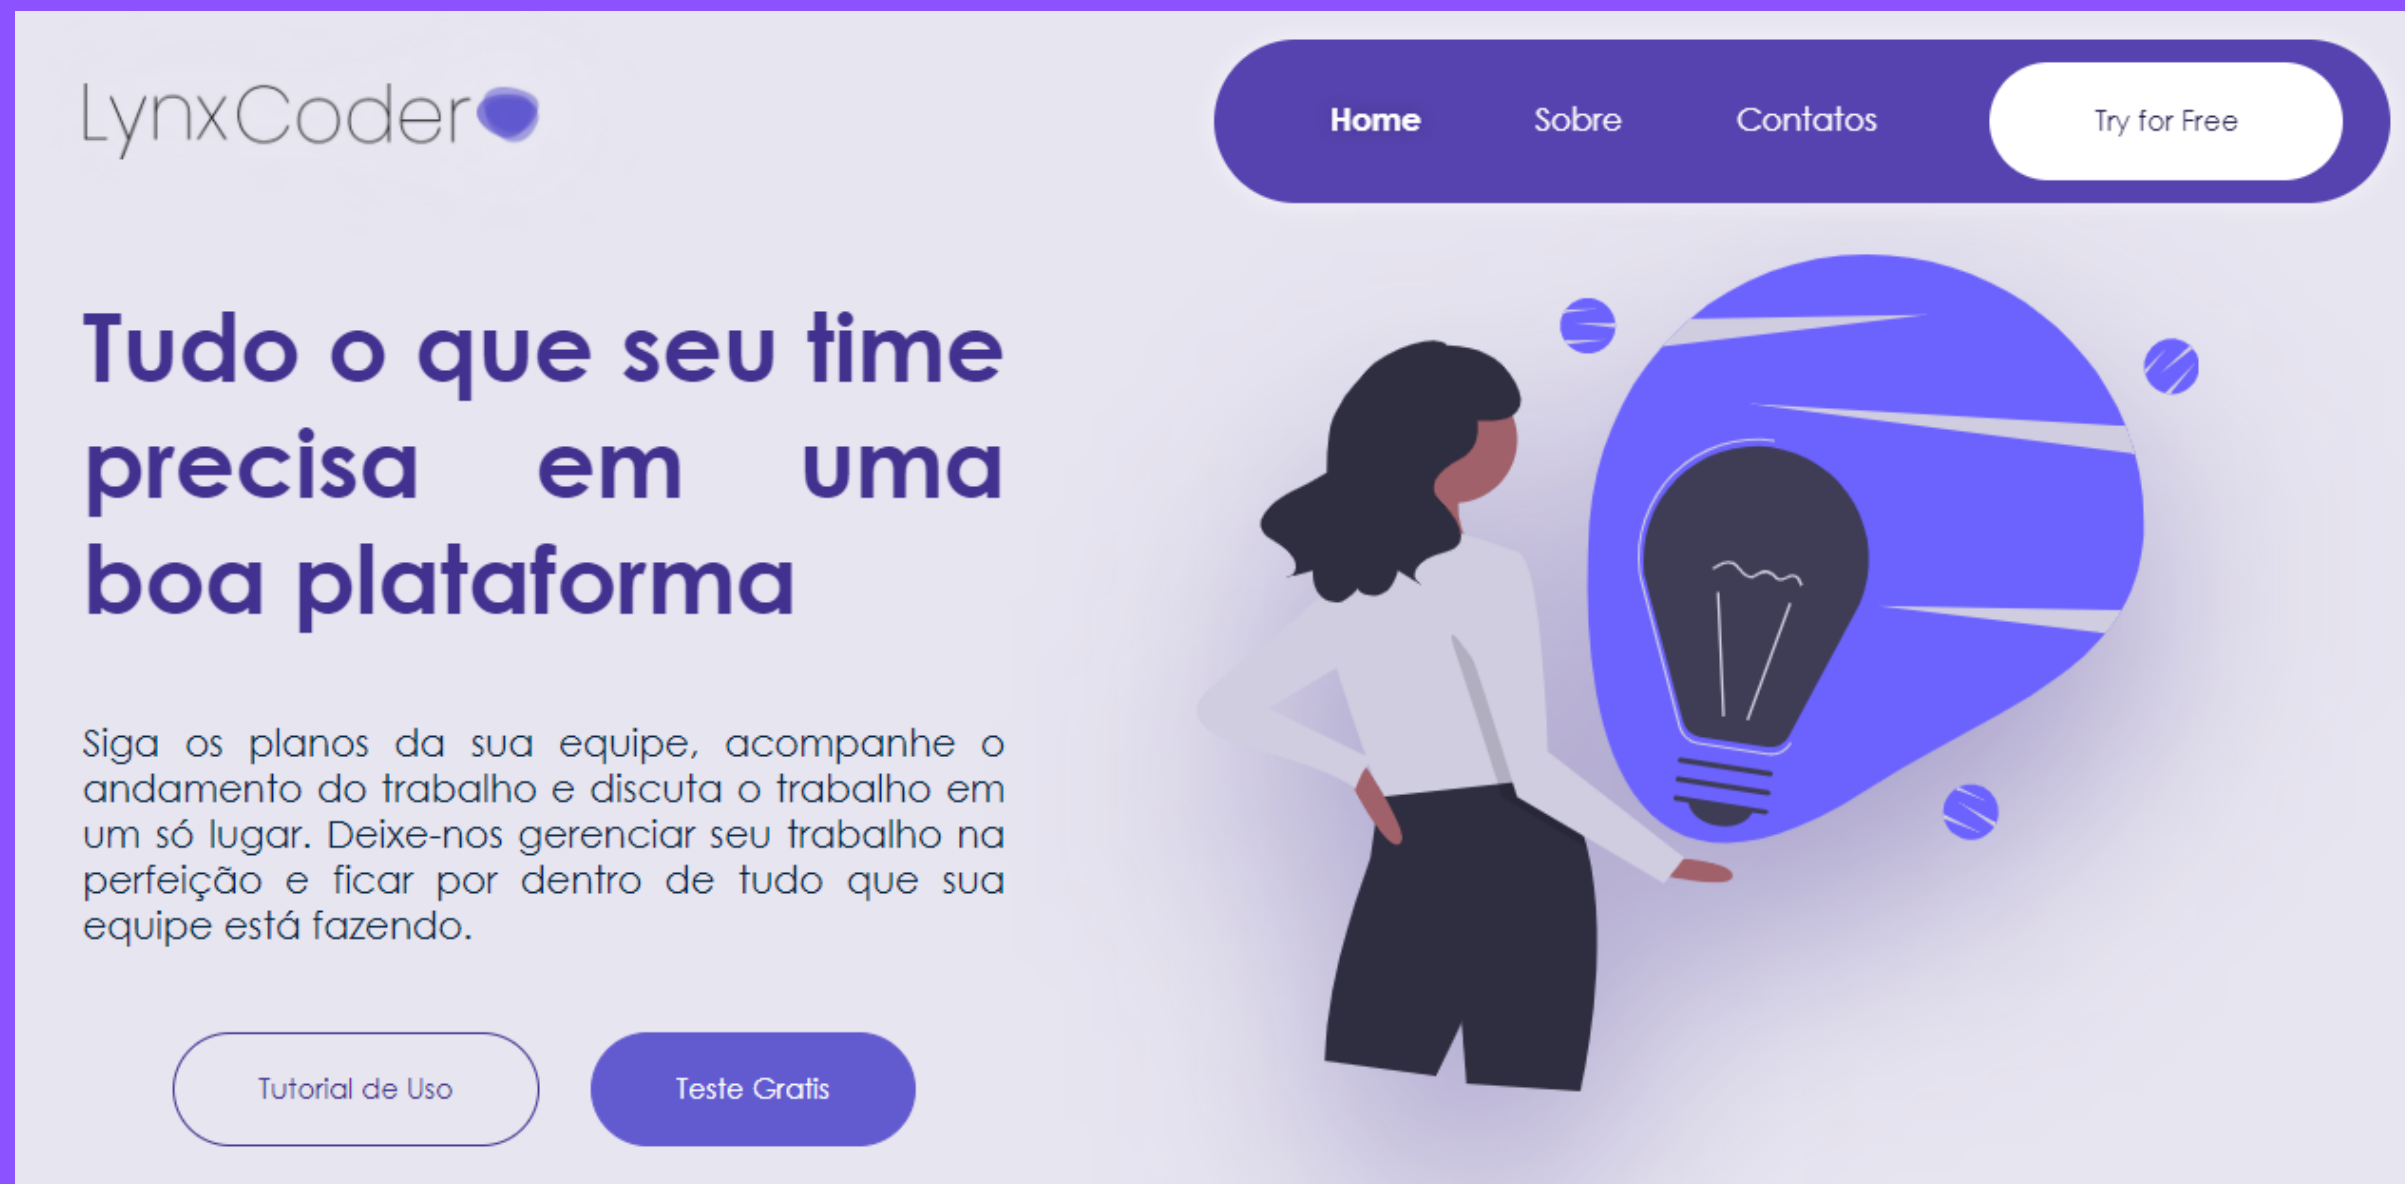 LynxCoder
Home
Sobre
Contatos
Try for Free
Tudo o que seu time
precisa em uma
boa plataforma
Siga os planos da sua equipe, acompanhe o
andamento do trabalho e discuta o trabalho em
um só lugar. Deixe-nos gerenciar seu trabalho na
perfeição e ficar por dentro de tudo que sua
equipe está fazendo.
Tutorial de Uso
Teste Gratis